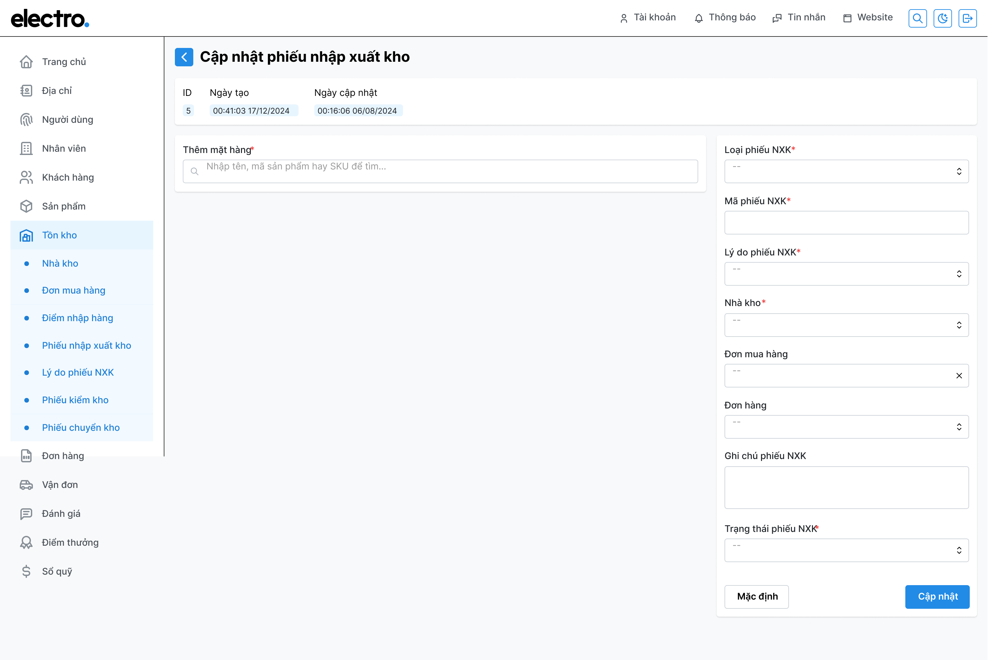 electro.
Tài khoản
Thông báo
Tin nhắn
Website
Trang chủ
Địa chỉ
Người dùng
Nhân viên
Khách hàng
Sản phẩm
Tồn kho
Nhà kho
Đơn mua hàng
Điểm nhập hàng
Phiếu nhập xuất kho
Lý do phiếu NXK
Phiếu kiểm kho
Phiếu chuyển kho
Đơn hàng
Vận đơn
Đánh giá
Điểm thưởng
Sổ quỹ
Cập nhật phiếu nhập xuất kho
ID
Ngày tạo
Ngày cập nhật
5
00:41:03 17/12/2024
00:16:06 06/08/2024
Thêm mặt hàng*
Nhập tên, mã sản phẩm hay SKU để tìm...
Loại phiếu NXK*
--
Mã phiếu NXK*
Lý do phiếu NXK*
--
Nhà kho*
--
Đơn mua hàng
--
Đơn hàng
--
Ghi chú phiếu NXK
Trạng thái phiếu NXK*
--
Mặc định
Cập nhật